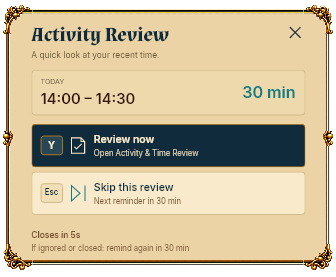 Activity Review
A quick look at your recent time.
TODAY
14:00 – 14:30
30 min
Y
Review now
Open Activity & Time Review
Esc
Skip this review
Next reminder in 30 min
Closes in 5s
If ignored or closed: remind again in 30 min